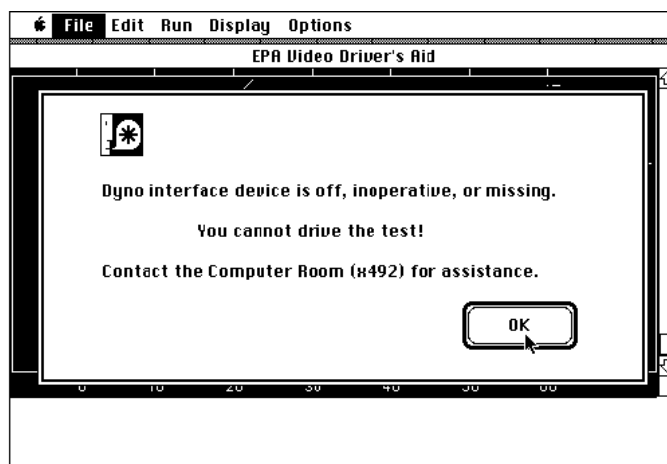 File Edit Run Display Options
EPA Video Driver's Aid
Dyno interface device is off, inoperative, or missing.
You cannot drive the test!
Contact the Computer Room (x492) for assistance.
OK
0 10 20 30 40 50 60